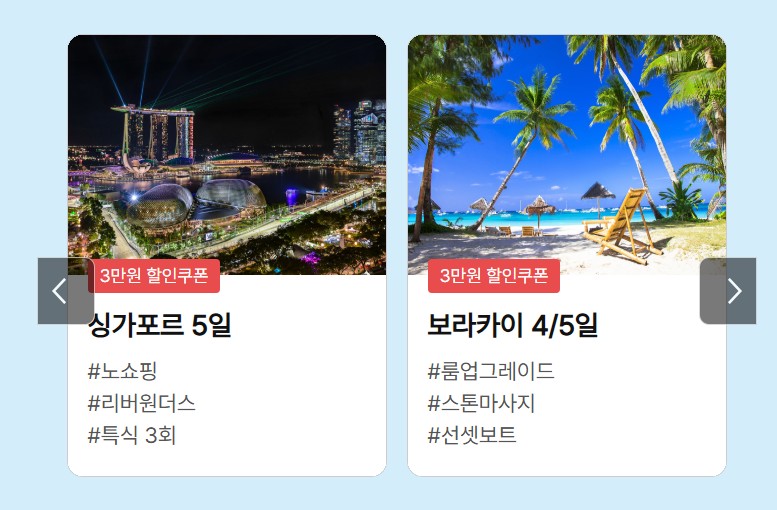 3만원 할인쿠폰
싱가포르 5일
#노쇼핑
#리버원더스
#특식 3회
3만원 할인쿠폰
보라카이 4/5일
#룸업그레이드
#스톤마사지
#선셋보트